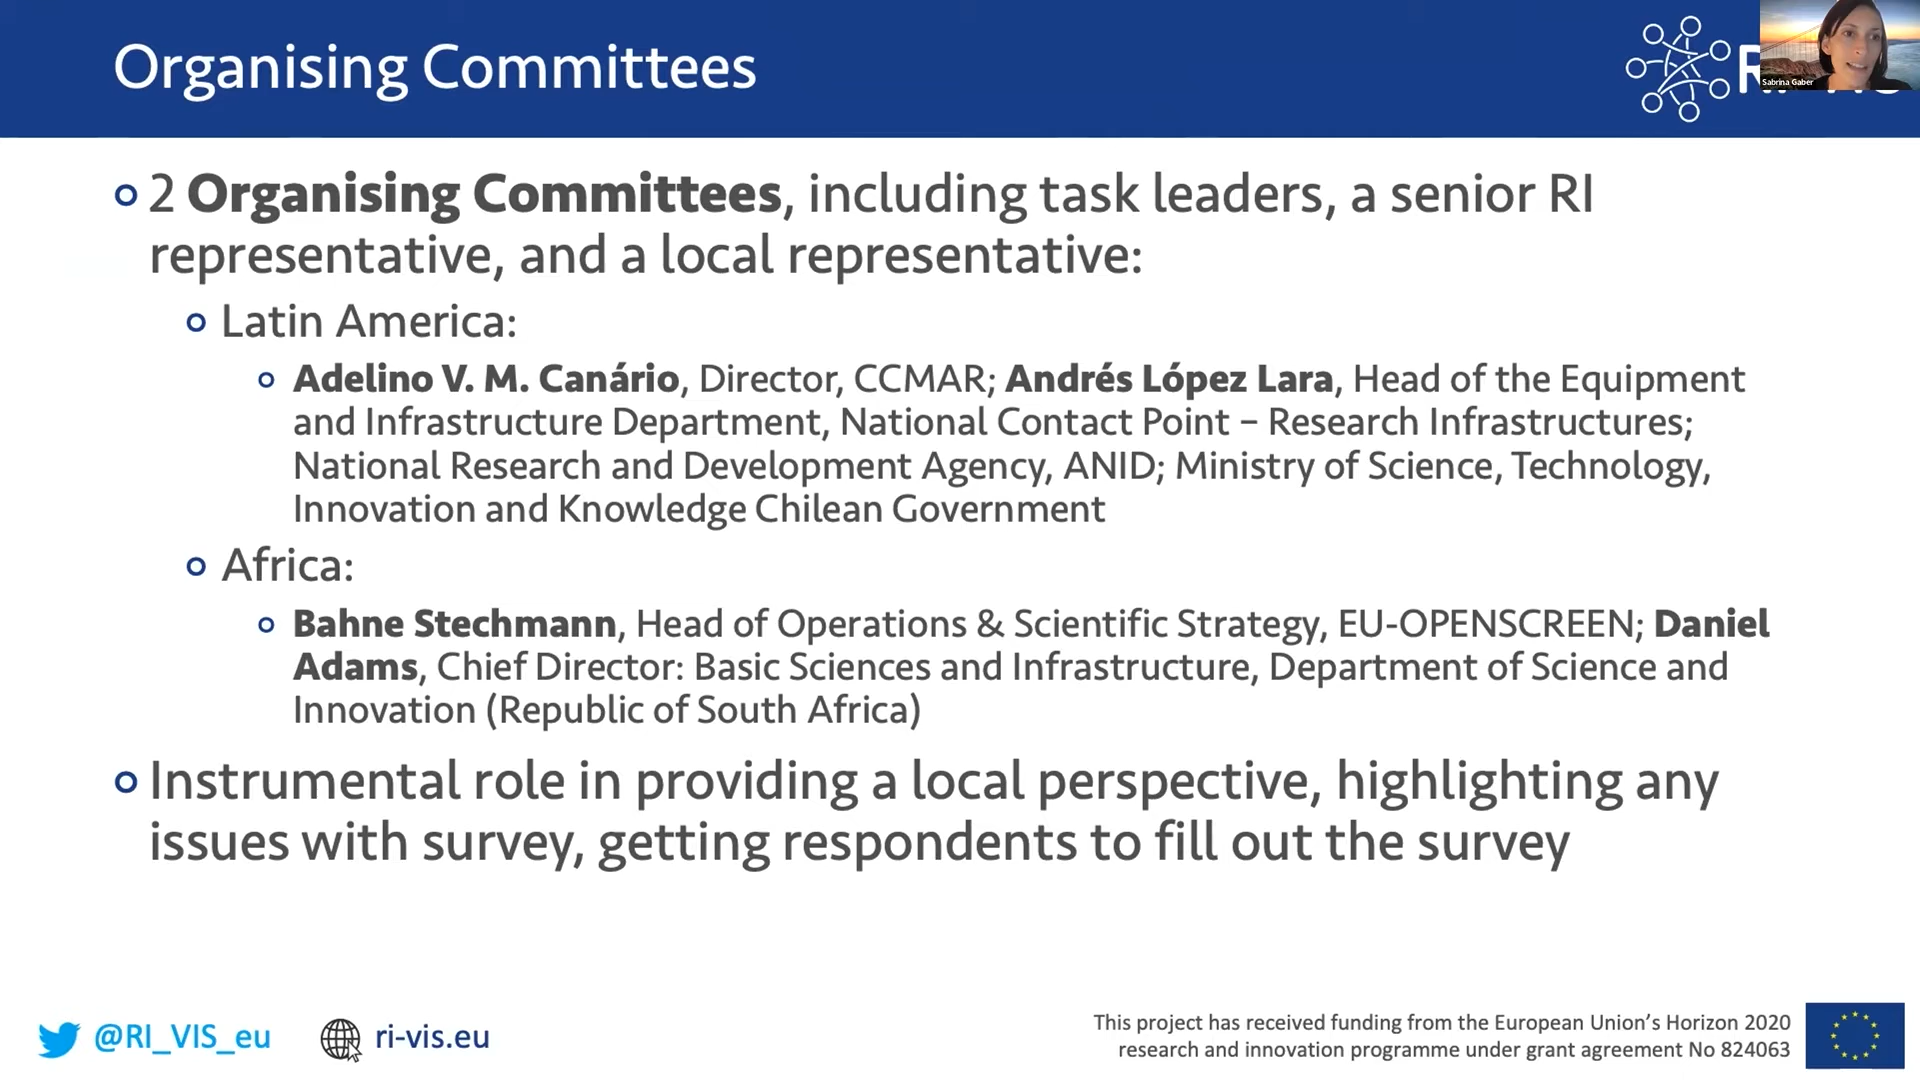 Organising Committees
Sabrina Gaber
2 Organising Committees, including task leaders, a senior RI
representative, and a local representative:
Latin America:
Adelino V. M. Canário, Director, CCMAR; Andrés López Lara, Head of the Equipment
and Infrastructure Department, National Contact Point – Research Infrastructures;
National Research and Development Agency, ANID; Ministry of Science, Technology,
Innovation and Knowledge Chilean Government
Africa:
Bahne Stechmann, Head of Operations & Scientific Strategy, EU-OPENSCREEN; Daniel
Adams, Chief Director: Basic Sciences and Infrastructure, Department of Science and
Innovation (Republic of South Africa)
Instrumental role in providing a local perspective, highlighting any
issues with survey, getting respondents to fill out the survey
@RI_VIS_eu
ri-vis.eu
This project has received funding from the European Union’s Horizon 2020
research and innovation programme under grant agreement No 824063